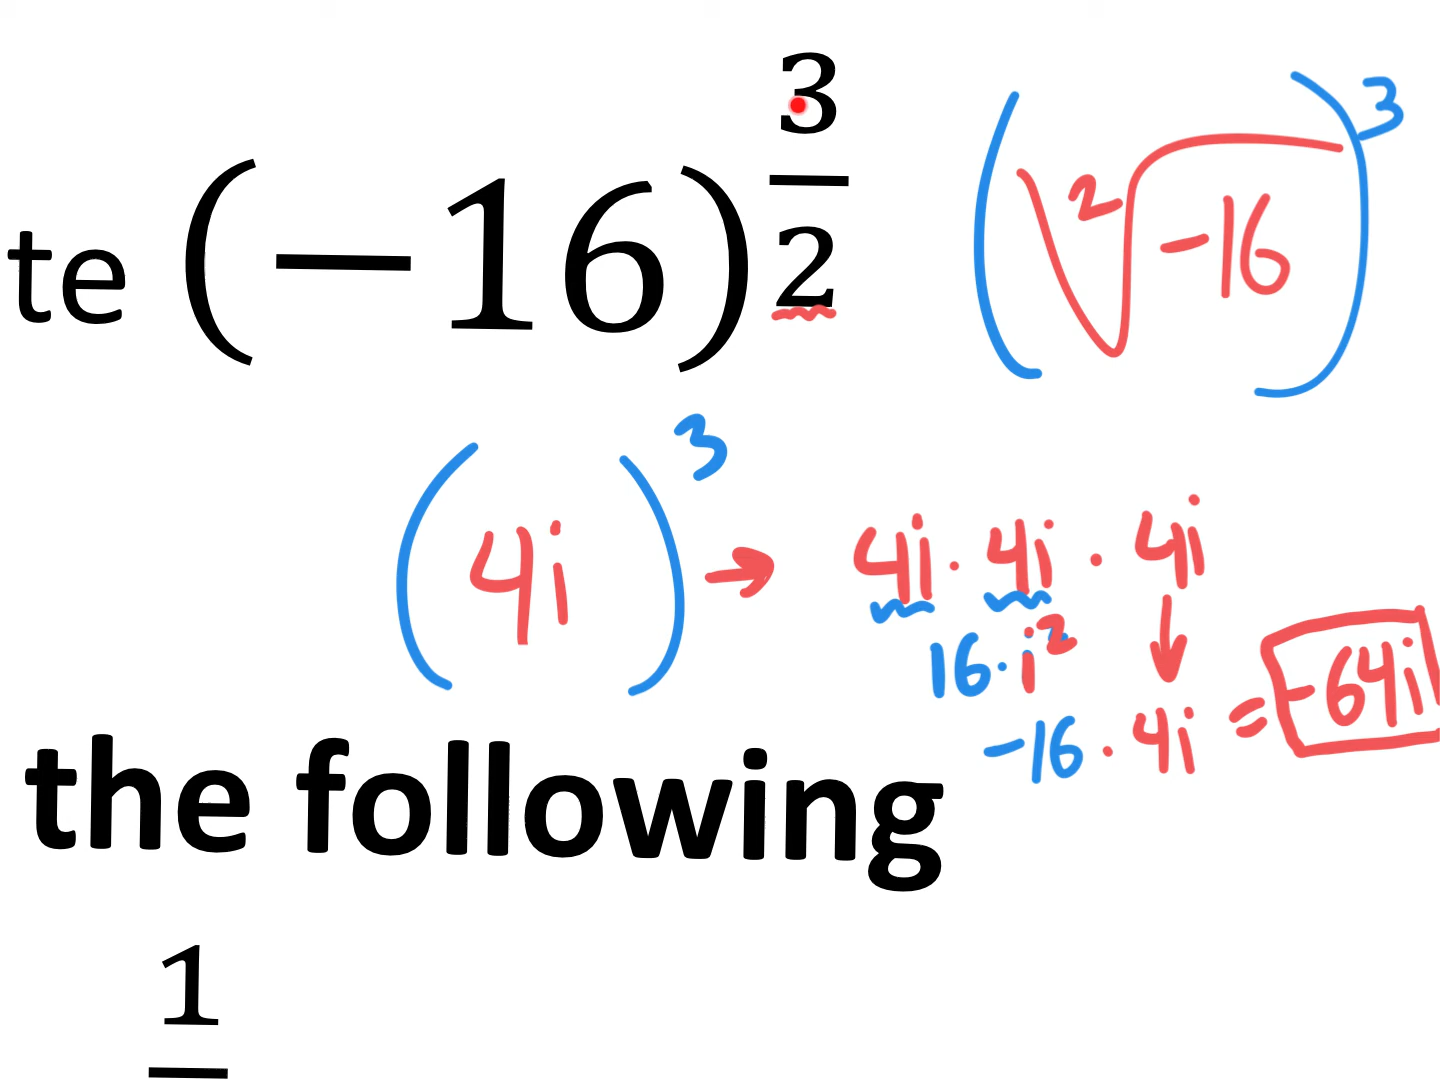 te (−16)^(3/2) (²√-16)³
(4i)³ → 4i · 4i · 4i
16 · i²
-16 · 4i = -64i
the following
1